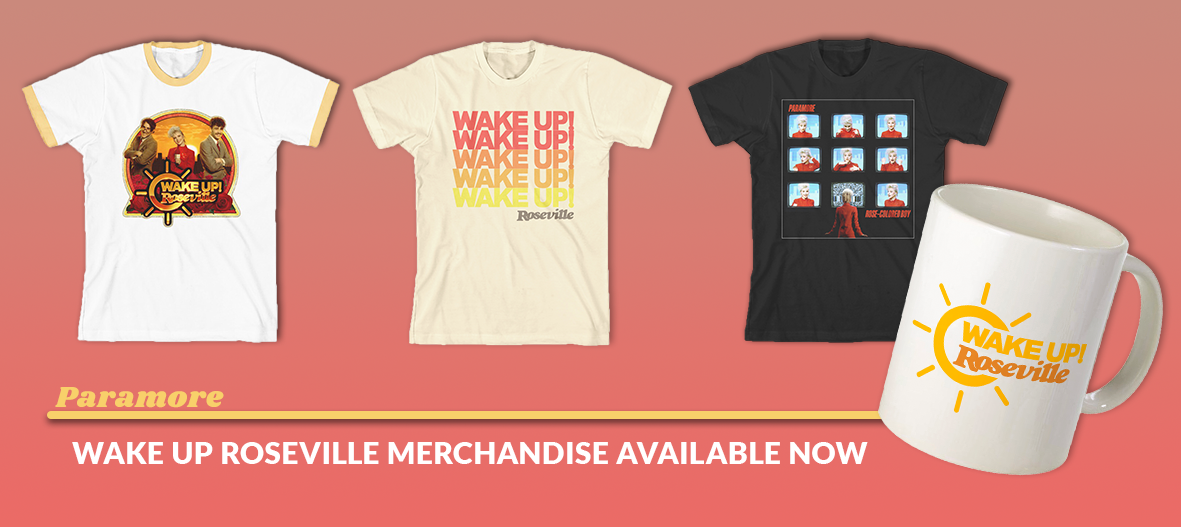 WAKE UP!
Roseville
WAKE UP!
WAKE UP!
WAKE UP!
WAKE UP!
WAKE UP!
Roseville
PARAMORE
ROSE-COLORED BOY
WAKE UP!
Roseville
Paramore
WAKE UP ROSEVILLE MERCHANDISE AVAILABLE NOW